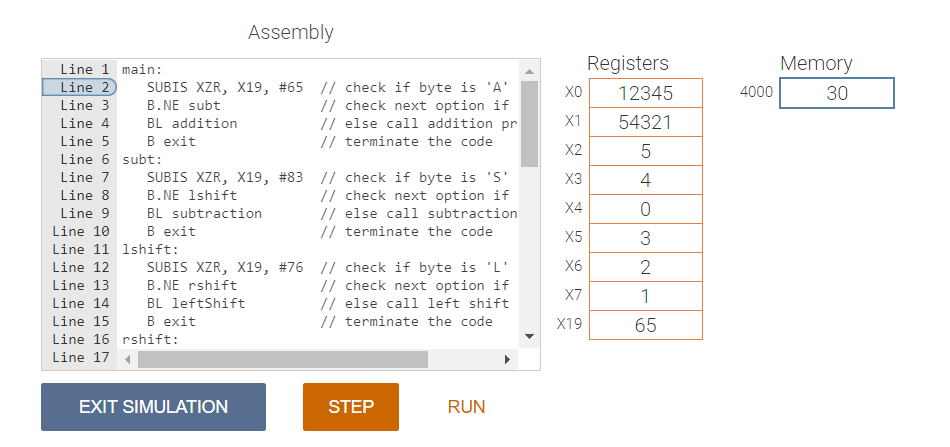 Assembly
Line 1 main:
Line 2 SUBIS XZR, X19, #65 // check if byte is 'A'
Line 3 B.NE subt // check next option if
Line 4 BL addition // else call addition pr
Line 5 B exit // terminate the code
Line 6 subt:
Line 7 SUBIS XZR, X19, #83 // check if byte is 'S'
Line 8 B.NE lshift // check next option if
Line 9 BL subtraction // else call subtraction
Line 10 B exit // terminate the code
Line 11 lshift:
Line 12 SUBIS XZR, X19, #76 // check if byte is 'L'
Line 13 B.NE rshift // check next option if
Line 14 BL leftShift // else call left shift
Line 15 B exit // terminate the code
Line 16 rshift:
Line 17
Registers
X0 12345
X1 54321
X2 5
X3 4
X4 0
X5 3
X6 2
X7 1
X19 65
Memory
4000 30
EXIT SIMULATION
STEP
RUN